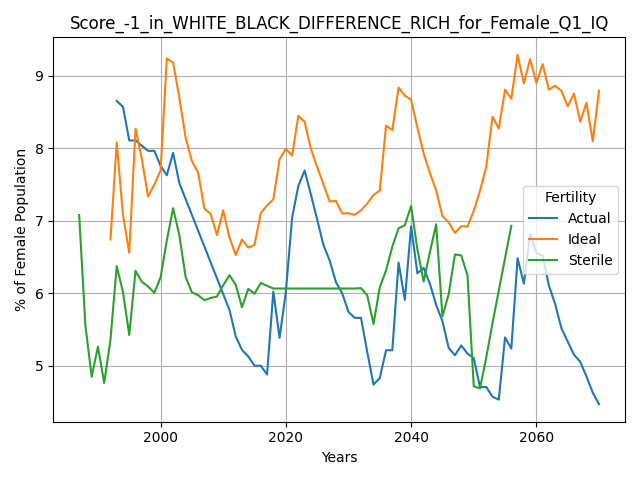 Score_-1_in_WHITE_BLACK_DIFFERENCE_RICH_for_Female_Q1_IQ
% of Female Population
9
8
7
6
5
Fertility
Actual
Ideal
Sterile
2000
2020
2040
2060
Years